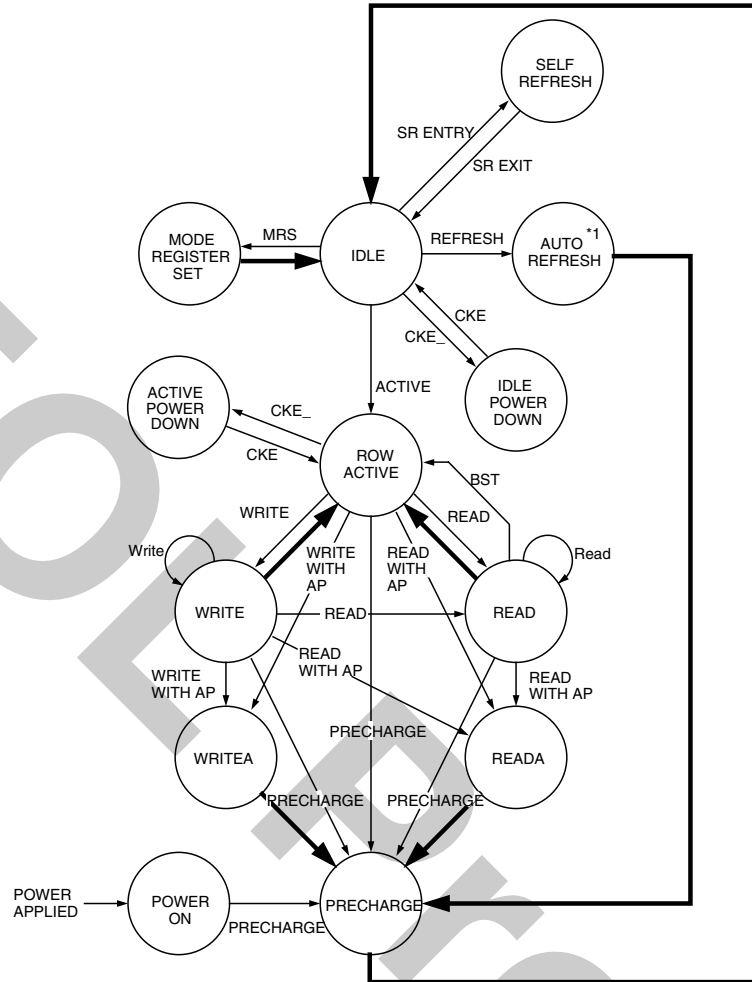 SELF
REFRESH
SR ENTRY
SR EXIT
MODE
REGISTER
SET
MRS
IDLE
REFRESH
AUTO *1
REFRESH
CKE
CKE_
IDLE
POWER
DOWN
ACTIVE
ACTIVE
POWER
DOWN
CKE_
CKE
ROW
ACTIVE
BST
WRITE
READ
Write
WRITE
WITH
AP
READ
WITH
AP
Read
WRITE
READ
READ
READ
WITH AP
WRITE
WITH AP
READ
WITH AP
PRECHARGE
WRITEA
READA
PRECHARGE
PRECHARGE
POWER
APPLIED
POWER
ON
PRECHARGE
PRECHARGE
EOL Pro